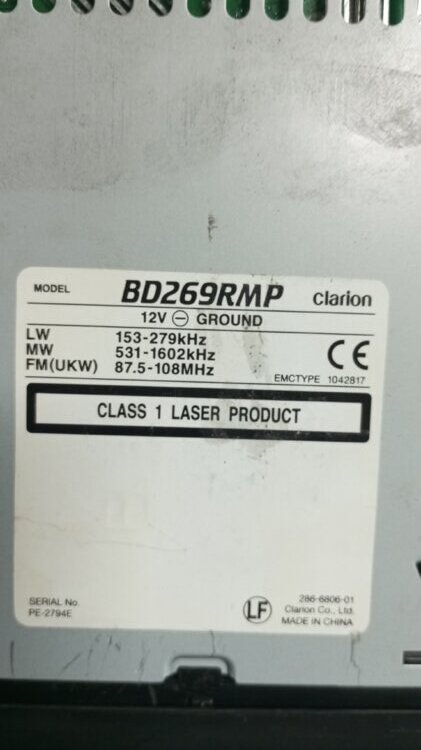 MODEL BD269RMP Clarion
12V ⊖ GROUND
LW 153-279kHz
MW 531-1602kHz
FM(UKW) 87.5-108MHz
CE
EMCTYPE 1042817
CLASS 1 LASER PRODUCT
SERIAL No.
PE-2794E
LF
286-6806-01
Clarion Co., Ltd.
MADE IN CHINA